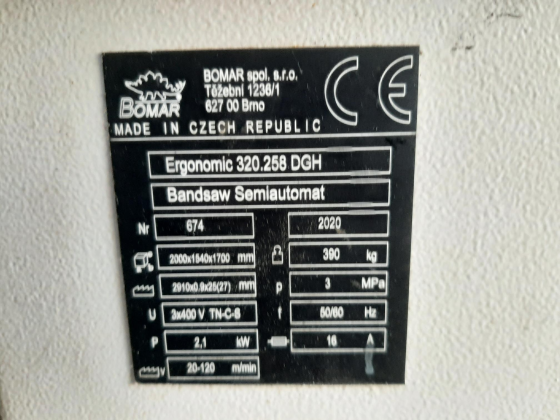 BOMAR
BOMAR spol. s.r.o.
Těžební 1236/1
627 00 Brno
CE
MADE IN CZECH REPUBLIC
Ergonomic 320.258 DGH
Bandsaw Semiautomat
Nr 674 2020
2000x1540x1700 mm 390 kg
2910x0.9x25(27) mm p 3 MPa
U 3x400 V TN-C-S f 50/60 Hz
P 2,1 kW 16 A
v 20-120 m/min